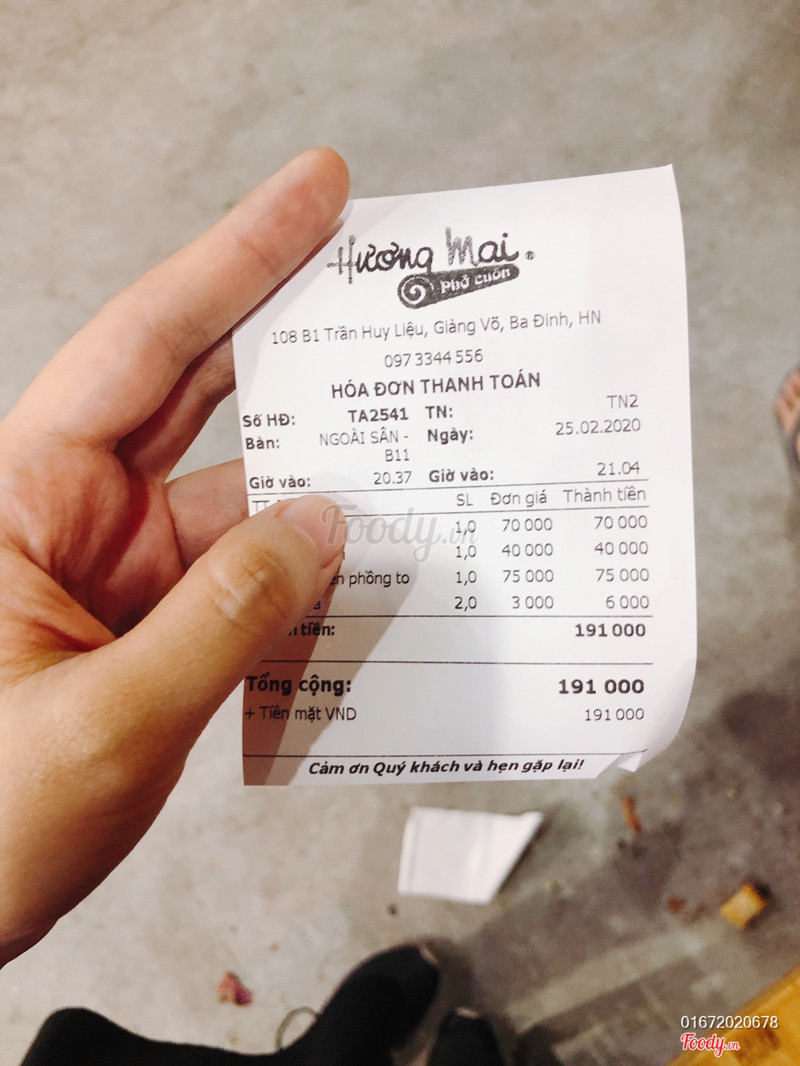 Hương Mai ®
Phở cuốn
108 B1 Trần Huy Liệu, Giảng Võ, Ba Đình, HN
097 3344 556
HÓA ĐƠN THANH TOÁN
Số HĐ: TA2541 TN: TN2
Bàn: NGOÀI SÂN - B11 Ngày: 25.02.2020
Giờ vào: 20.37 Giờ vào: 21.04
TT SL Đơn giá Thành tiền
1,0 70 000 70 000
1,0 40 000 40 000
phồng to 1,0 75 000 75 000
2,0 3 000 6 000
tiền: 191 000
Tổng cộng: 191 000
+ Tiền mặt VND 191 000
Cảm ơn Quý khách và hẹn gặp lại!
Foody.vn
01672020678
Foody.vn